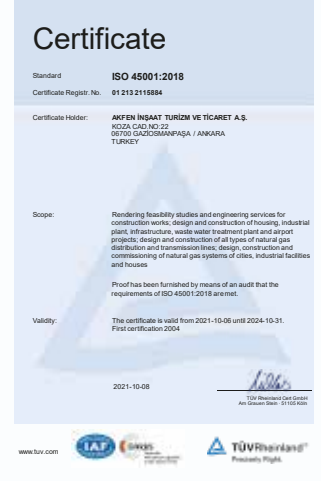 Certificate
Standard ISO 45001:2018
Certificate Registr. No. 01 213 2115884
Certificate Holder: AKFEN İNŞAAT TURİZM VE TİCARET A.Ş.
KOZA CAD.NO:22
06700 GAZİOSMANPAŞA / ANKARA
TURKEY
Scope: Rendering feasibility studies and engineering services for
construction works; design and construction of housing, industrial
plant, infrastructure, waste water treatment plant and airport
projects; design and construction of all types of natural gas
distribution and transmission lines; design, construction and
commissioning of natural gas systems of cities, industrial facilities
and houses
Proof has been furnished by means of an audit that the
requirements of ISO 45001:2018 are met.
Validity: The certificate is valid from 2021-10-06 until 2024-10-31.
First certification 2004
2021-10-08
TÜV Rheinland Cert GmbH
Am Grauen Stein · 51105 Köln
www.tuv.com
IAF
DAkkS
TÜVRheinland®
Precisely Right.